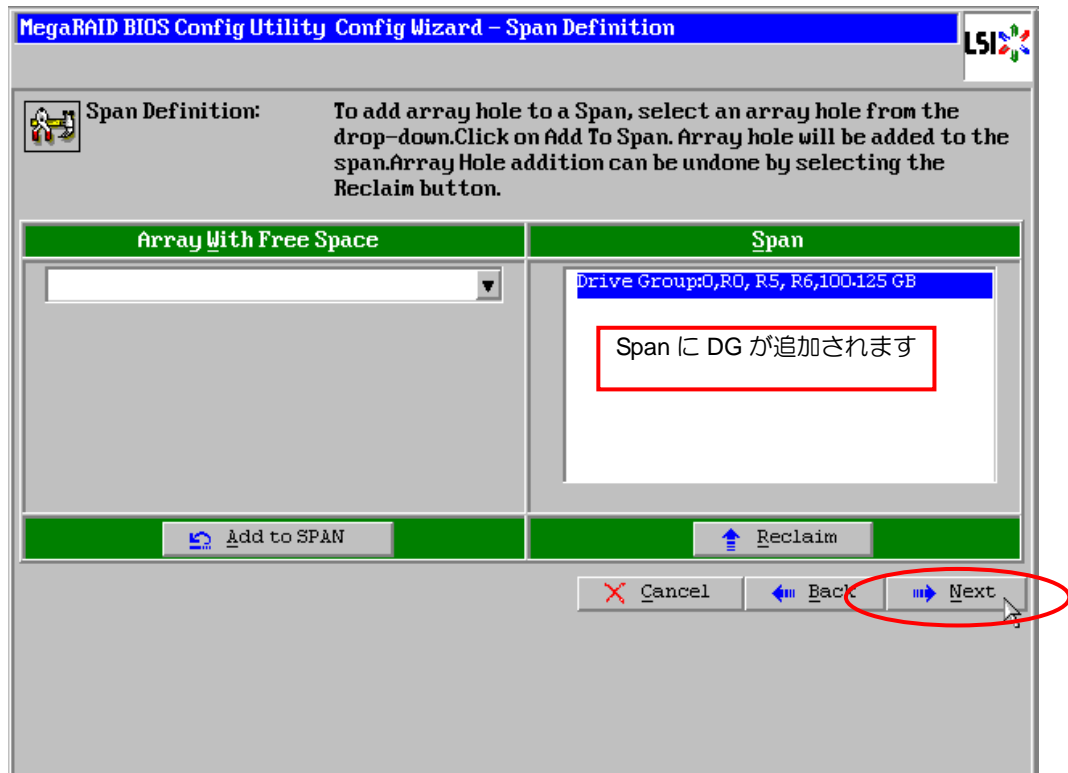 MegaRAID BIOS Config Utility Config Wizard – Span Definition
LSI
Span Definition:
To add array hole to a Span, select an array hole from the
drop-down.Click on Add To Span. Array hole will be added to the
span.Array Hole addition can be undone by selecting the
Reclaim button.
Array With Free Space
Span
Drive Group:0,R0, R5, R6,100.125 GB
Span に DG が追加されます
Add to SPAN
Reclaim
Cancel
Back
Next